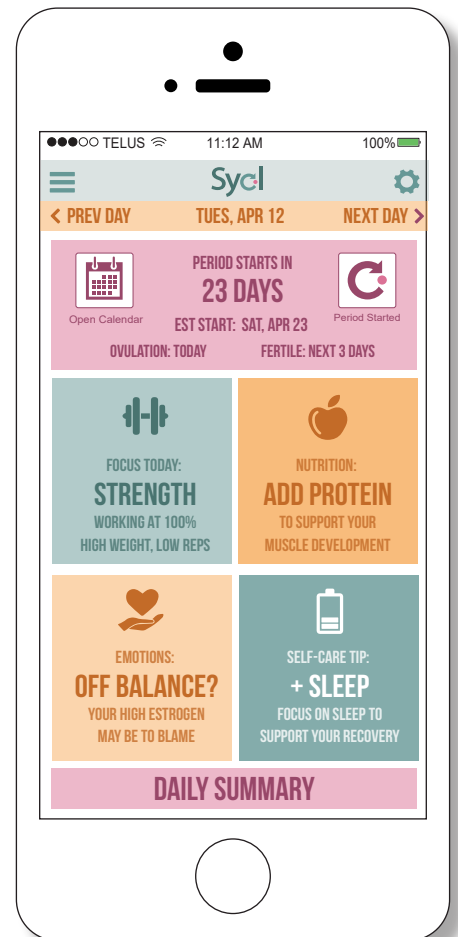 TELUS 11:12 AM 100%
Sycl
< PREV DAY TUES, APR 12 NEXT DAY >
PERIOD STARTS IN
23 DAYS
Open Calendar
EST START: SAT, APR 23
Period Started
OVULATION: TODAY FERTILE: NEXT 3 DAYS
FOCUS TODAY:
STRENGTH
WORKING AT 100%
HIGH WEIGHT, LOW REPS
NUTRITION:
ADD PROTEIN
TO SUPPORT YOUR
MUSCLE DEVELOPMENT
EMOTIONS:
OFF BALANCE?
YOUR HIGH ESTROGEN
MAY BE TO BLAME
SELF-CARE TIP:
+ SLEEP
FOCUS ON SLEEP TO
SUPPORT YOUR RECOVERY
DAILY SUMMARY